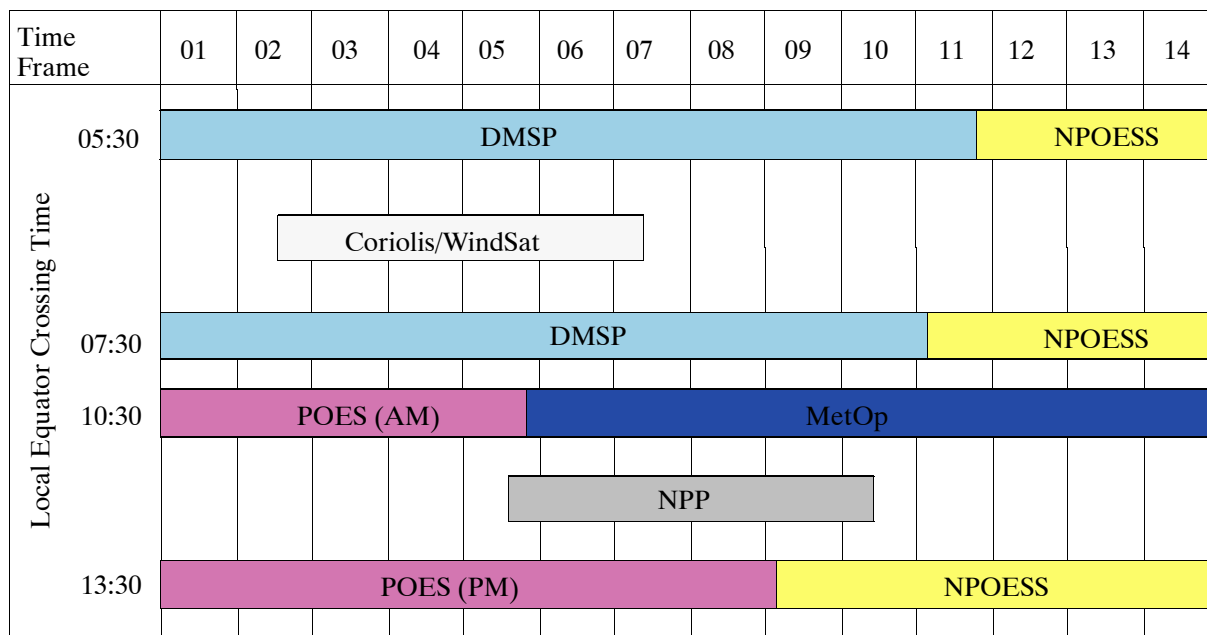 Time
Frame
01 02 03 04 05 06 07 08 09 10 11 12 13 14
Local Equator Crossing Time
05:30 DMSP NPOESS
Coriolis/WindSat
07:30 DMSP NPOESS
10:30 POES (AM) MetOp
NPP
13:30 POES (PM) NPOESS